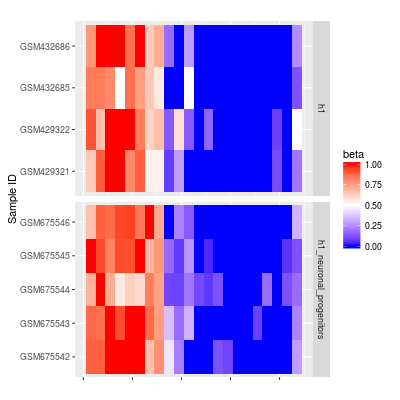 Sample ID
GSM432686
GSM432685
GSM429322
GSM429321
h1
GSM675546
GSM675545
GSM675544
GSM675543
GSM675542
h1_neuronal_progenitors
beta
1.00
0.75
0.50
0.25
0.00